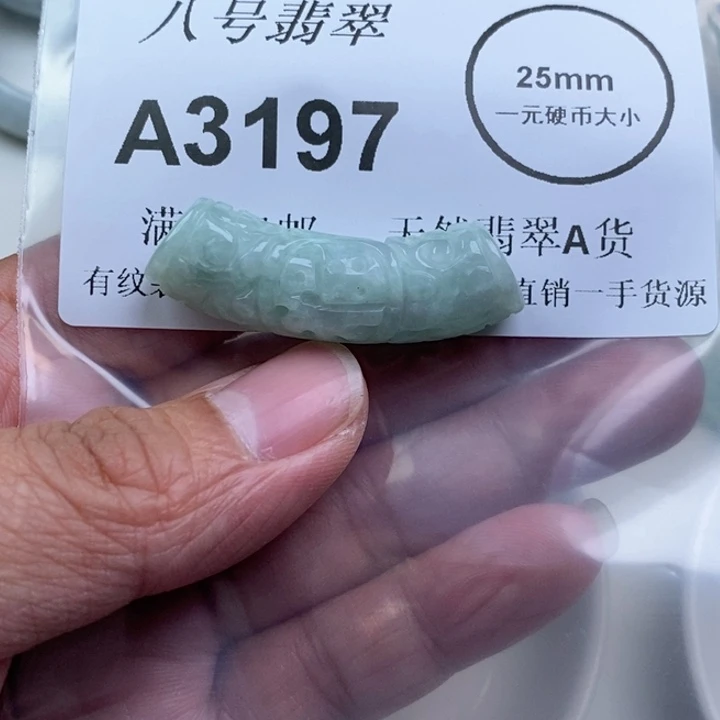 八号翡翠
25mm
一元硬币大小
A3197
满 天然翡翠A货
有纹 直销一手货源